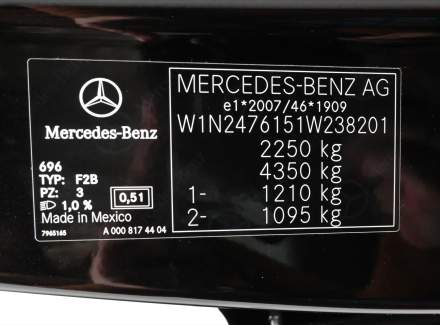 Mercedes-Benz
696
TYP: F2B
PZ: 3
1,0 %
0,51
Made in Mexico
7965165
A 000 817 44 04
MERCEDES-BENZ AG
e1*2007/46*1909
W1N2476151W238201
2250 kg
4350 kg
1- 1210 kg
2- 1095 kg